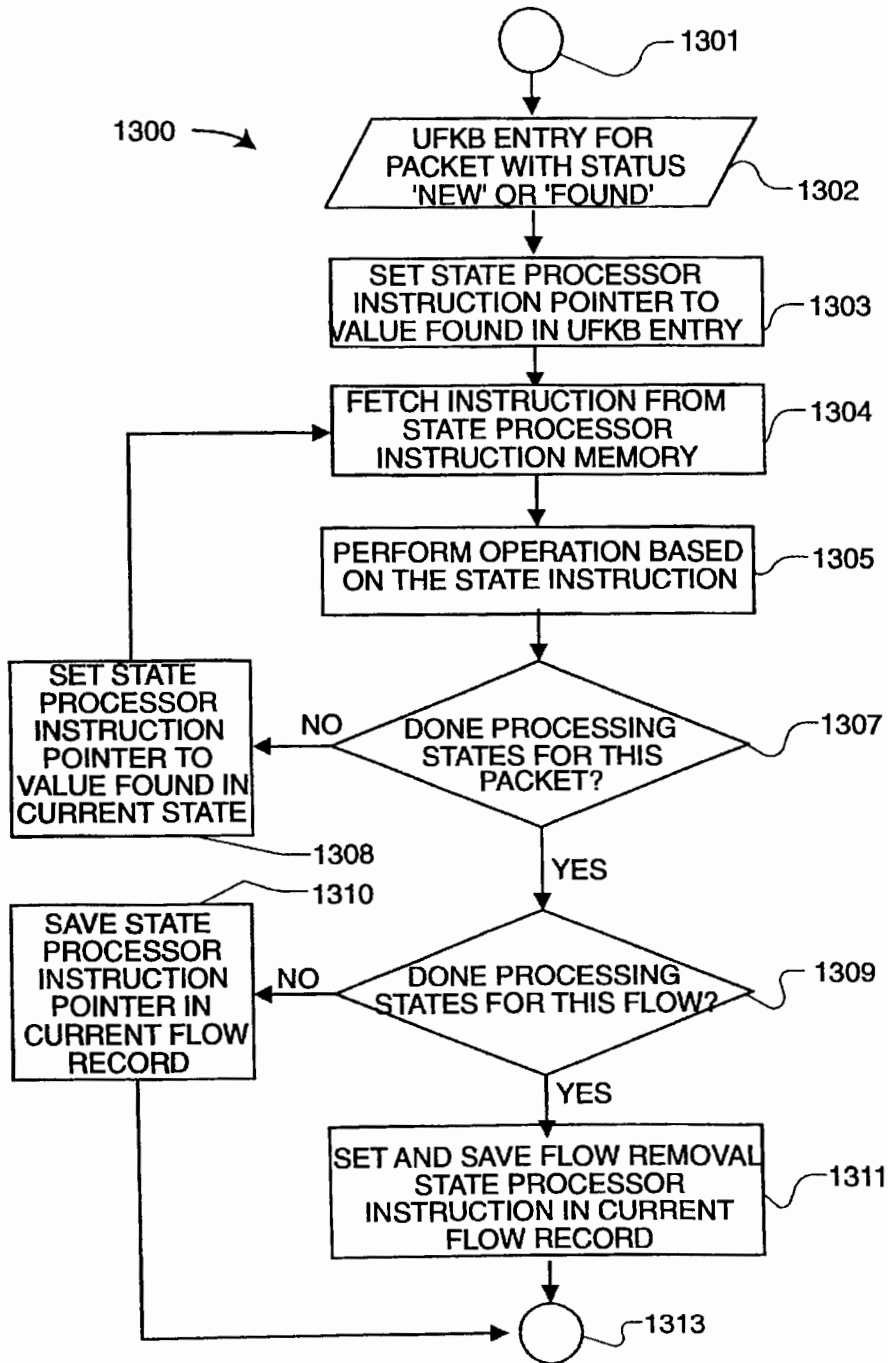 1301
1300
UFKB ENTRY FOR
PACKET WITH STATUS
'NEW' OR 'FOUND'
1302
SET STATE PROCESSOR
INSTRUCTION POINTER TO
VALUE FOUND IN UFKB ENTRY
1303
FETCH INSTRUCTION FROM
STATE PROCESSOR
INSTRUCTION MEMORY
1304
PERFORM OPERATION BASED
ON THE STATE INSTRUCTION
1305
SET STATE
PROCESSOR
INSTRUCTION
POINTER TO
VALUE FOUND IN
CURRENT STATE
1308
NO
DONE PROCESSING
STATES FOR THIS
PACKET?
1307
YES
1310
SAVE STATE
PROCESSOR
INSTRUCTION
POINTER IN
CURRENT FLOW
RECORD
NO
DONE PROCESSING
STATES FOR THIS FLOW?
1309
YES
SET AND SAVE FLOW REMOVAL
STATE PROCESSOR
INSTRUCTION IN CURRENT
FLOW RECORD
1311
1313